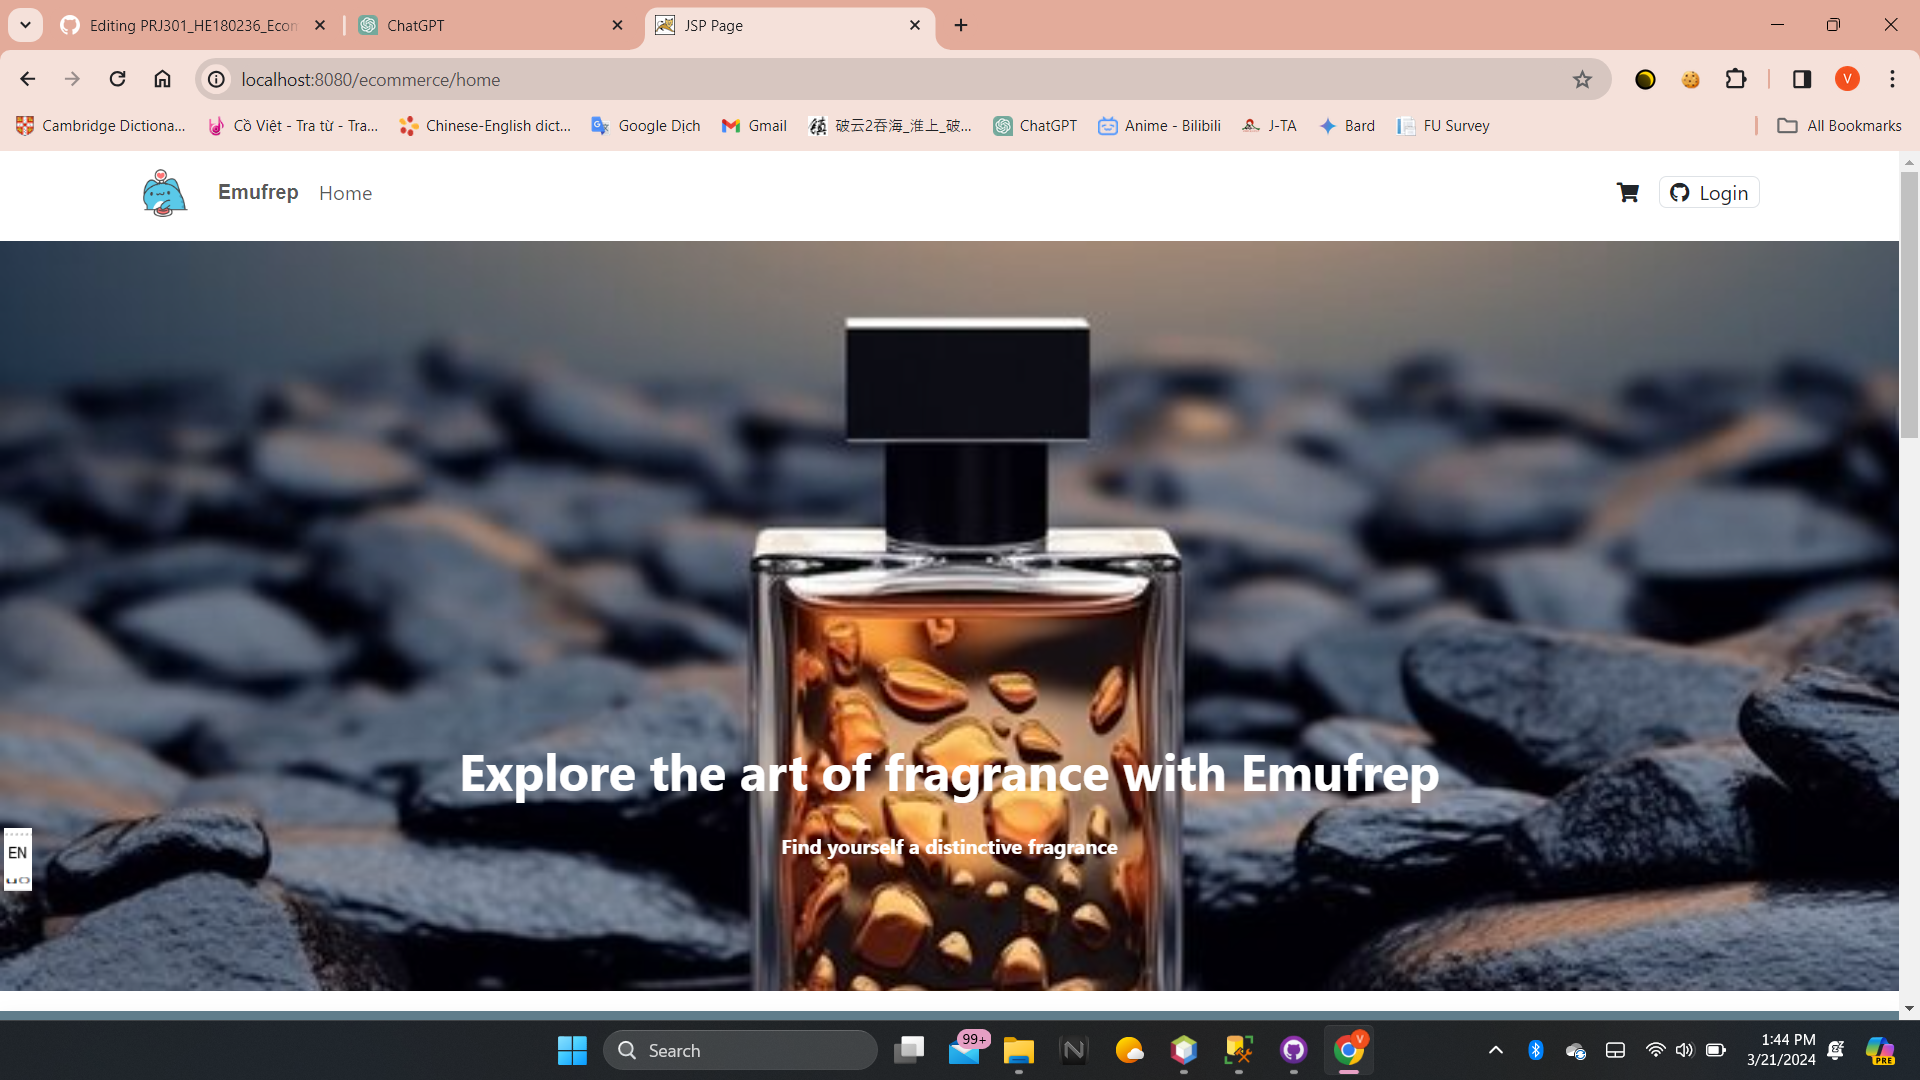 Editing PRJ301_HE180236_Econ
ChatGPT
JSP Page
localhost:8080/ecommerce/home
V
Cambridge Dictiona...
Cồ Việt - Tra từ - Tra...
Chinese-English dict...
Google Dịch
Gmail
破云2吞海_淮上_破...
ChatGPT
Anime - Bilibili
J-TA
Bard
FU Survey
All Bookmarks
Emufrep
Home
Login
Explore the art of fragrance with Emufrep
Find yourself a distinctive fragrance
EN
Search
99+
V
1:44 PM
3/21/2024
PRE